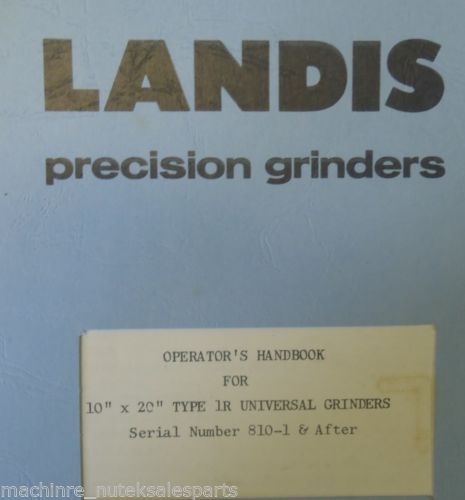 LANDIS
precision grinders
OPERATOR'S HANDBOOK
FOR
10" x 20" TYPE 1R UNIVERSAL GRINDERS
Serial Number 810-1 & After
machinre_nuteksalesparts